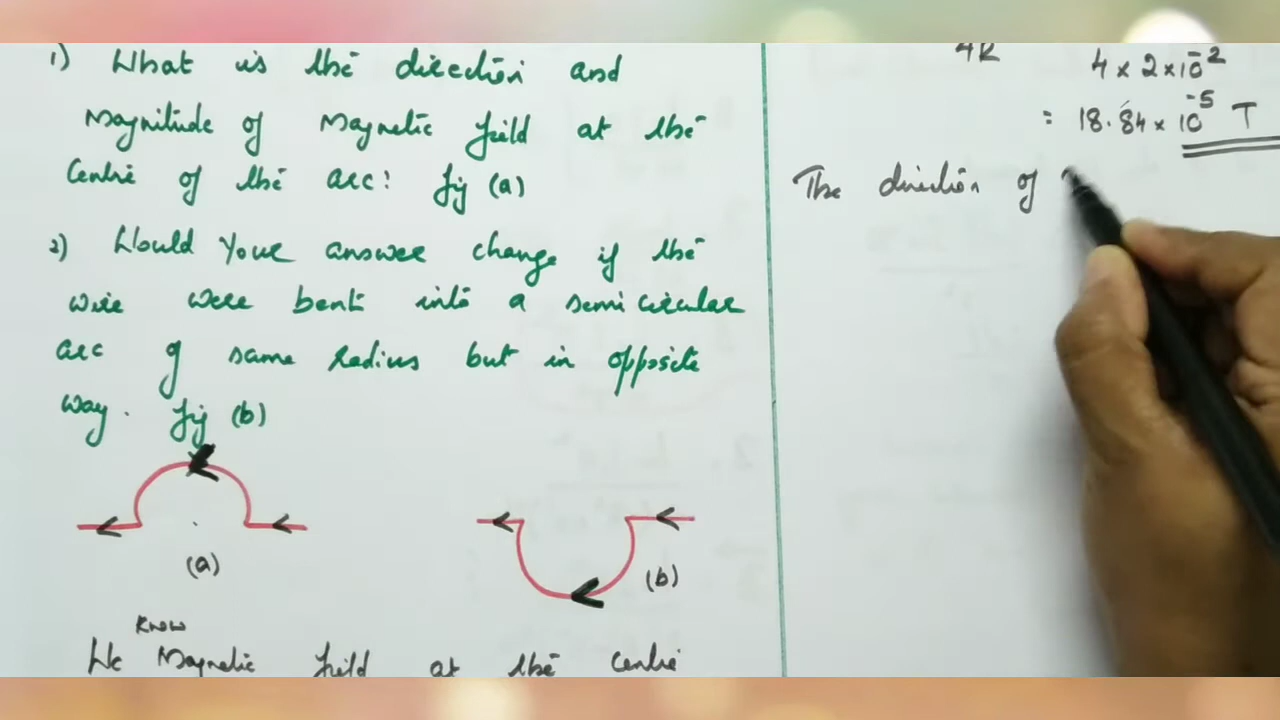 1) What is the direction and
Magnitude of Magnetic field at the
Centre of the arc: fig (a)
2) Would your answer change if the
wire were bent into a semi circular
arc of same radius but in opposite
way. fig (b)
(a)
(b)
know
We Magnetic field at the centre
4R
4 × 2 × 10⁻²
= 18.84 × 10⁻⁵ T
The direction of